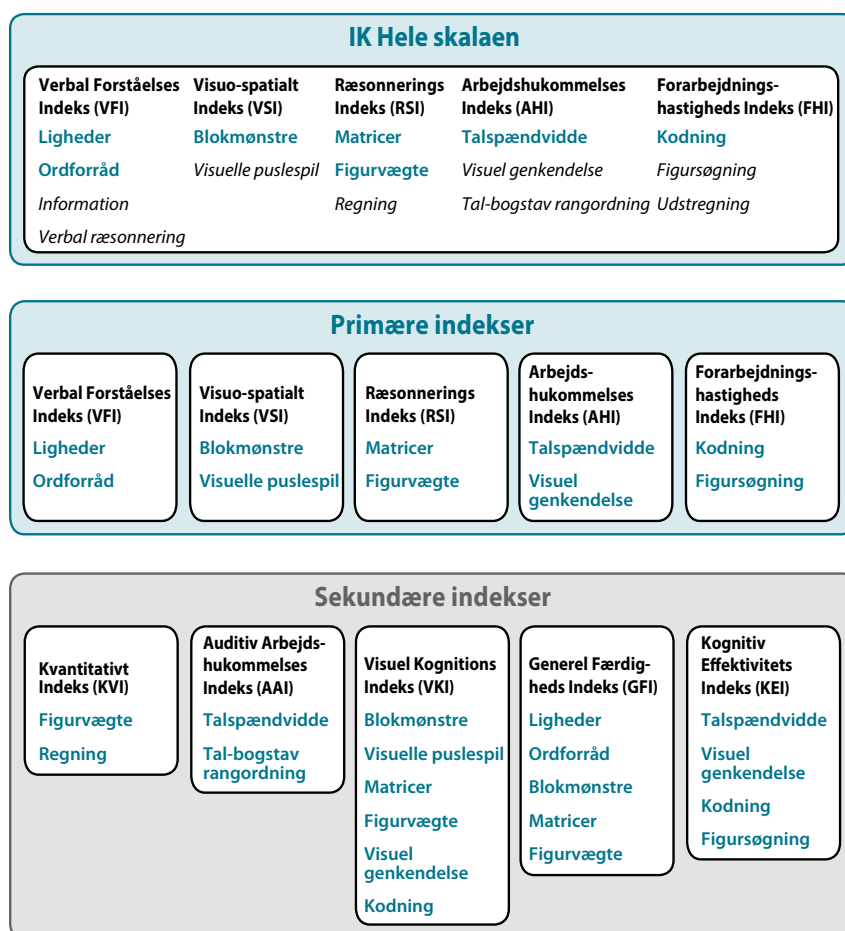 IK Hele skalaen
Verbal Forståelses
Indeks (VFI)
Ligheder
Ordforråd
Information
Verbal ræsonnering
Visuo-spatialt
Indeks (VSI)
Blokmønstre
Visuelle puslespil
Ræsonnerings
Indeks (RSI)
Matricer
Figurvægte
Regning
Arbejdshukommelses
Indeks (AHI)
Talspændvidde
Visuel genkendelse
Tal-bogstav rangordning
Forarbejdnings-
hastigheds Indeks (FHI)
Kodning
Figursøgning
Udstregning
Primære indekser
Verbal Forståelses
Indeks (VFI)
Ligheder
Ordforråd
Visuo-spatialt
Indeks (VSI)
Blokmønstre
Visuelle puslespil
Ræsonnerings
Indeks (RSI)
Matricer
Figurvægte
Arbejds-
hukommelses
Indeks (AHI)
Talspændvidde
Visuel
genkendelse
Forarbejdnings-
hastigheds
Indeks (FHI)
Kodning
Figursøgning
Sekundære indekser
Kvantitativt
Indeks (KVI)
Figurvægte
Regning
Auditiv Arbejds-
hukommelses
Indeks (AAI)
Talspændvidde
Tal-bogstav
rangordning
Visuel Kognitions
Indeks (VKI)
Blokmønstre
Visuelle puslespil
Matricer
Figurvægte
Visuel
genkendelse
Kodning
Generel Færdig-
heds Indeks (GFI)
Ligheder
Ordforråd
Blokmønstre
Matricer
Figurvægte
Kognitiv
Effektivitets
Indeks (KEI)
Talspændvidde
Visuel
genkendelse
Kodning
Figursøgning